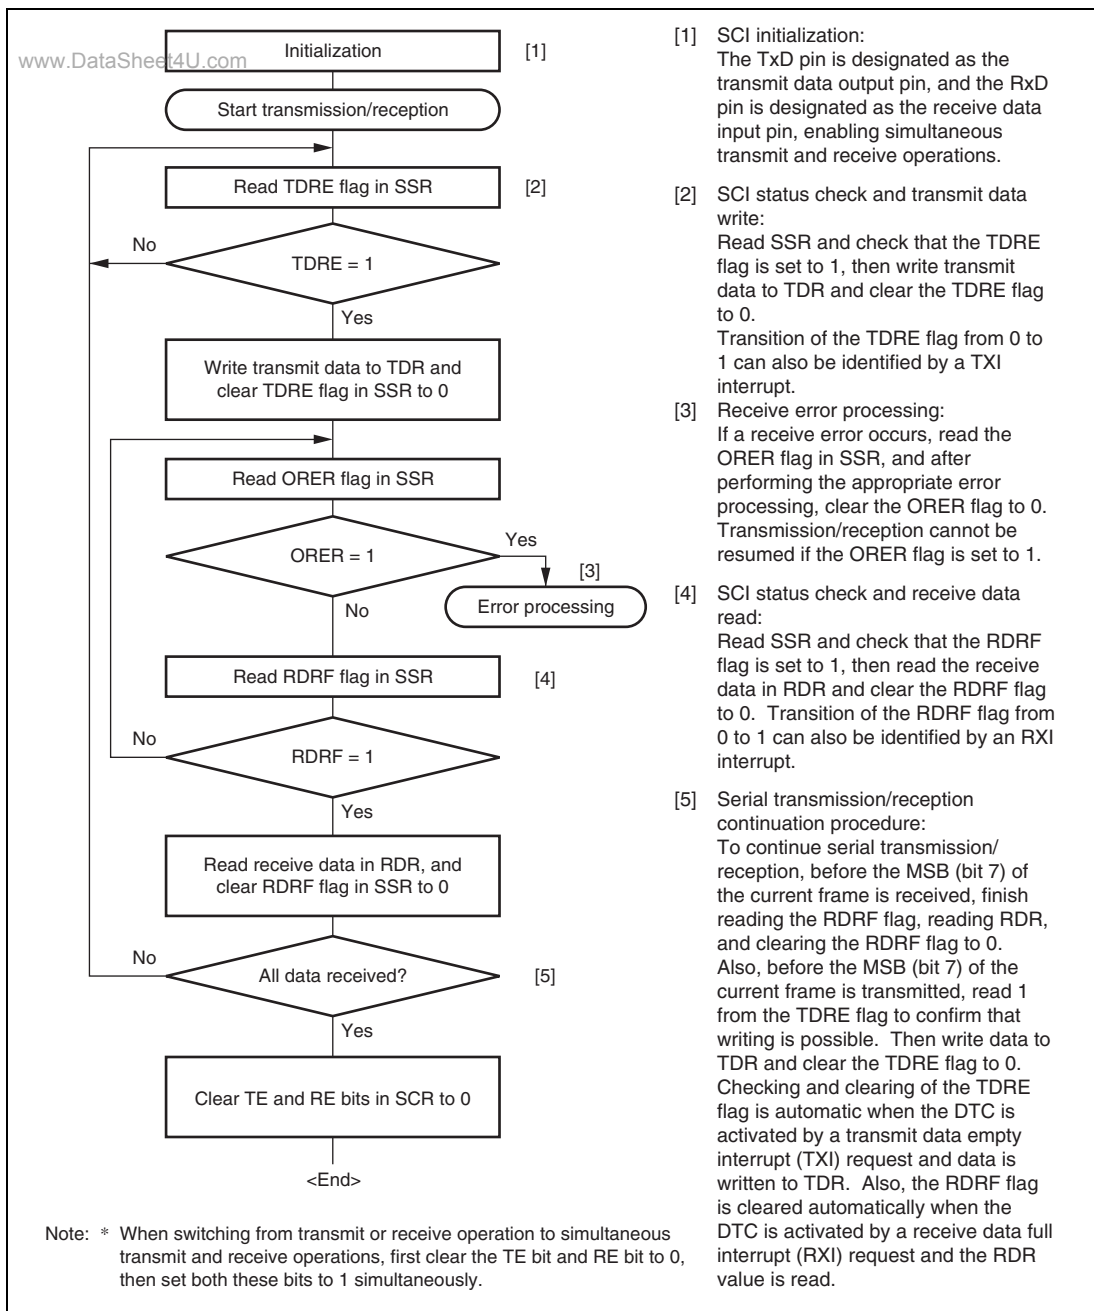 www.DataSheet4U.com
Initialization
[1]
Start transmission/reception
Read TDRE flag in SSR
[2]
No
TDRE = 1
Yes
Write transmit data to TDR and
clear TDRE flag in SSR to 0
Read ORER flag in SSR
ORER = 1
Yes
[3]
Error processing
No
Read RDRF flag in SSR
[4]
No
RDRF = 1
Yes
Read receive data in RDR, and
clear RDRF flag in SSR to 0
No
All data received?
[5]
Yes
Clear TE and RE bits in SCR to 0
<End>
Note: * When switching from transmit or receive operation to simultaneous
transmit and receive operations, first clear the TE bit and RE bit to 0,
then set both these bits to 1 simultaneously.
[1] SCI initialization:
The TxD pin is designated as the
transmit data output pin, and the RxD
pin is designated as the receive data
input pin, enabling simultaneous
transmit and receive operations.
[2] SCI status check and transmit data
write:
Read SSR and check that the TDRE
flag is set to 1, then write transmit
data to TDR and clear the TDRE flag
to 0.
Transition of the TDRE flag from 0 to
1 can also be identified by a TXI
interrupt.
[3] Receive error processing:
If a receive error occurs, read the
ORER flag in SSR, and after
performing the appropriate error
processing, clear the ORER flag to 0.
Transmission/reception cannot be
resumed if the ORER flag is set to 1.
[4] SCI status check and receive data
read:
Read SSR and check that the RDRF
flag is set to 1, then read the receive
data in RDR and clear the RDRF flag
to 0. Transition of the RDRF flag from
0 to 1 can also be identified by an RXI
interrupt.
[5] Serial transmission/reception
continuation procedure:
To continue serial transmission/
reception, before the MSB (bit 7) of
the current frame is received, finish
reading the RDRF flag, reading RDR,
and clearing the RDRF flag to 0.
Also, before the MSB (bit 7) of the
current frame is transmitted, read 1
from the TDRE flag to confirm that
writing is possible. Then write data to
TDR and clear the TDRE flag to 0.
Checking and clearing of the TDRE
flag is automatic when the DTC is
activated by a transmit data empty
interrupt (TXI) request and data is
written to TDR. Also, the RDRF flag
is cleared automatically when the
DTC is activated by a receive data full
interrupt (RXI) request and the RDR
value is read.